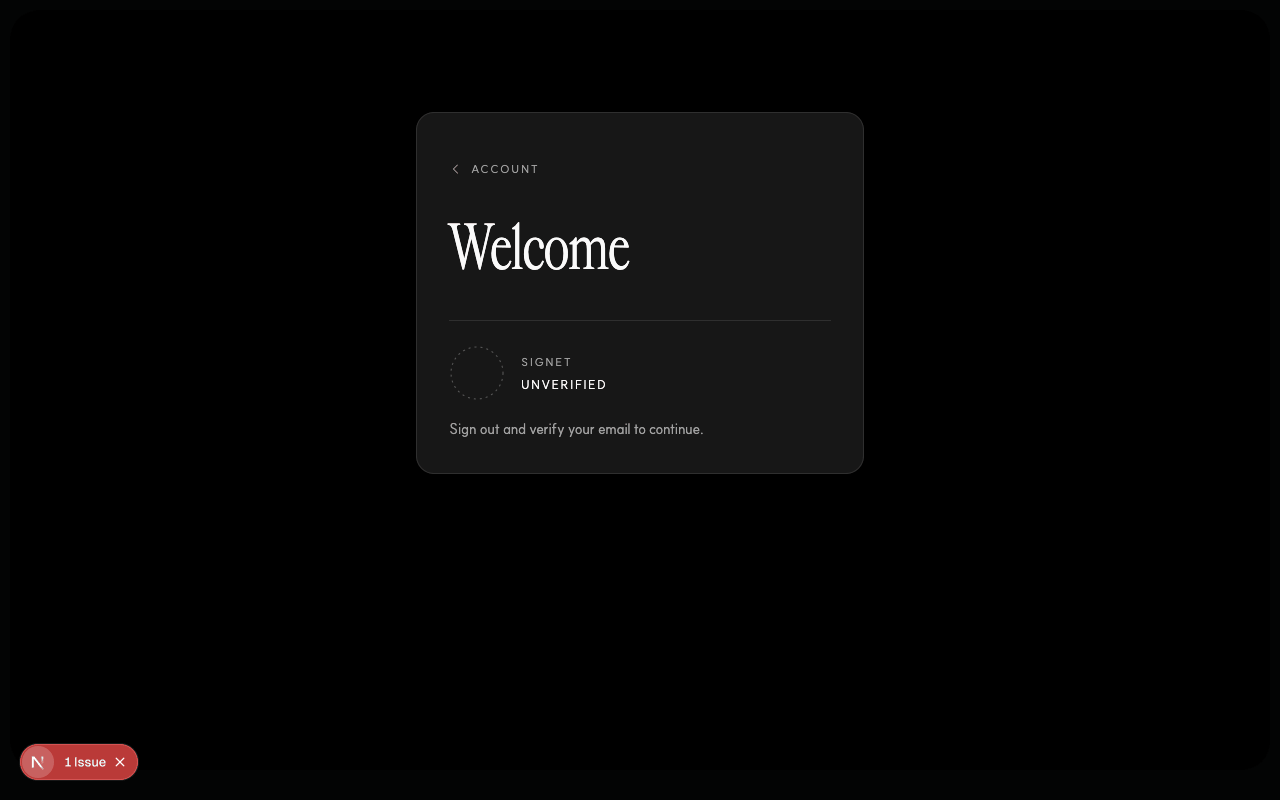 ACCOUNT
Welcome
SIGNET
UNVERIFIED
Sign out and verify your email to continue.
N 1 Issue